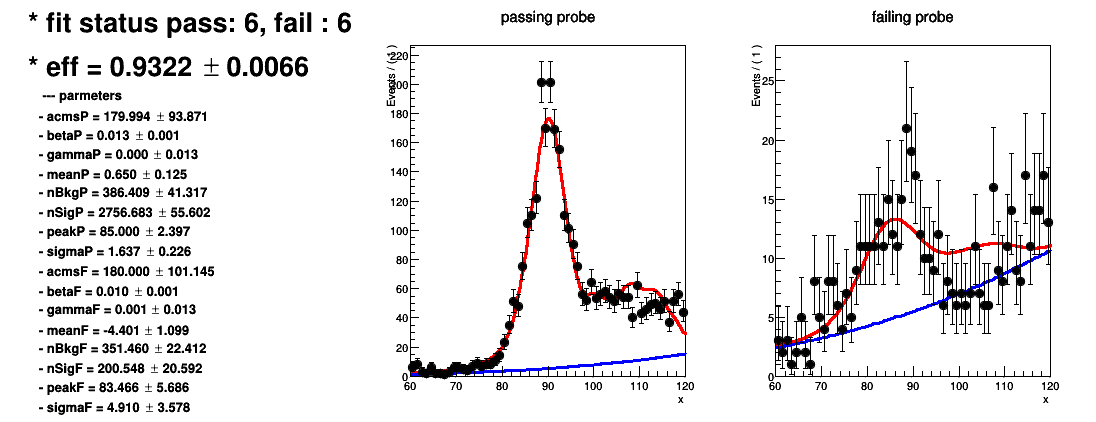 * fit status pass: 6, fail : 6
* eff = 0.9322 ± 0.0066
--- parmeters
- acmsP = 179.994 ± 93.871
- betaP = 0.013 ± 0.001
- gammaP = 0.000 ± 0.013
- meanP = 0.650 ± 0.125
- nBkgP = 386.409 ± 41.317
- nSigP = 2756.683 ± 55.602
- peakP = 85.000 ± 2.397
- sigmaP = 1.637 ± 0.226
- acmsF = 180.000 ± 101.145
- betaF = 0.010 ± 0.001
- gammaF = 0.001 ± 0.013
- meanF = -4.401 ± 1.099
- nBkgF = 351.460 ± 22.412
- nSigF = 200.548 ± 20.592
- peakF = 83.466 ± 5.686
- sigmaF = 4.910 ± 3.578
passing probe
Events / ( 1 )
220
200
180
160
140
120
100
80
60
40
20
0
60 70 80 90 100 110 120
x
failing probe
Events / ( 1 )
25
20
15
10
5
0
60 70 80 90 100 110 120
x